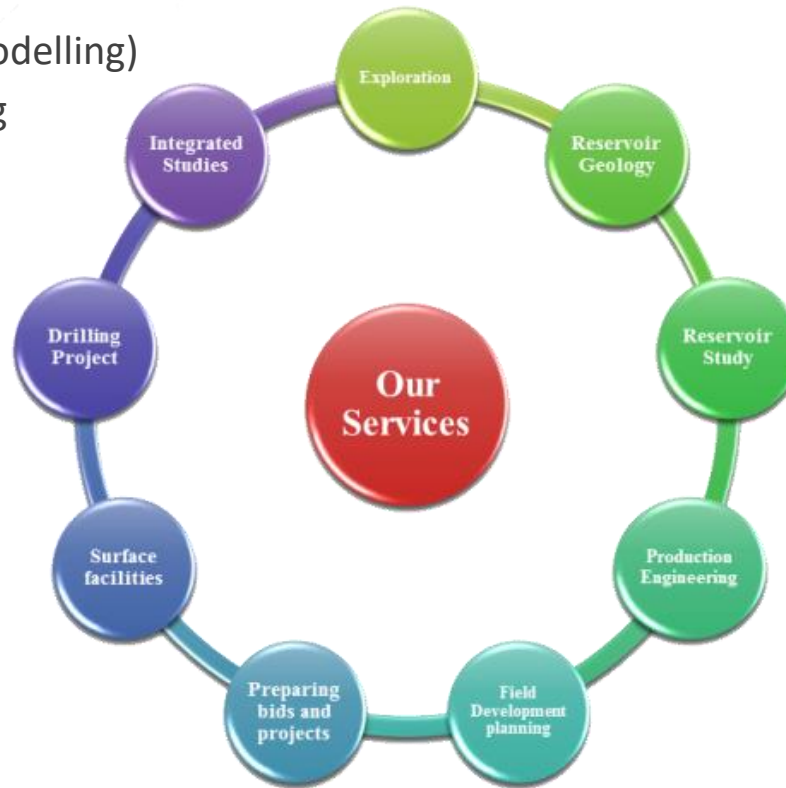 odelling)
g
Exploration
Integrated
Studies
Reservoir
Geology
Drilling
Project
Reservoir
Study
Our
Services
Surface
facilities
Production
Engineering
Preparing
bids and
projects
Field
Development
planning